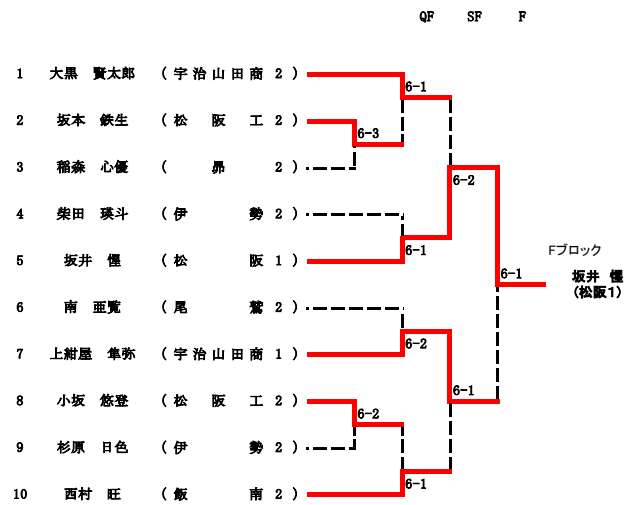 QF SF F
1 大黒 賢太郎 ( 宇治山田商 2 )
6-1
2 坂本 鉄生 ( 松阪工 2 )
6-3
3 稲森 心優 ( 昴 2 )
6-2
4 柴田 瑛斗 ( 伊勢 2 )
6-1
5 坂井 惺 ( 松阪 1 )
Fブロック
6-1
坂井 惺
(松阪1)
6 南 亜覧 ( 尾鷲 2 )
6-2
7 上紺屋 隼弥 ( 宇治山田商 1 )
6-1
8 小坂 悠登 ( 松阪工 2 )
6-2
9 杉原 日色 ( 伊勢 2 )
6-1
10 西村 旺 ( 飯南 2 )